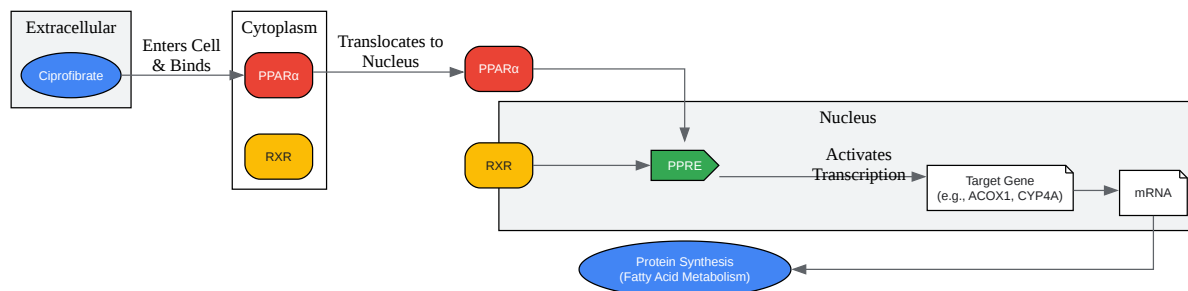 Extracellular
Ciprofibrate
Enters Cell
& Binds
Cytoplasm
PPARα
RXR
Translocates to
Nucleus
PPARα
Nucleus
RXR
PPRE
Activates
Transcription
Target Gene
(e.g., ACOX1, CYP4A)
mRNA
Protein Synthesis
(Fatty Acid Metabolism)